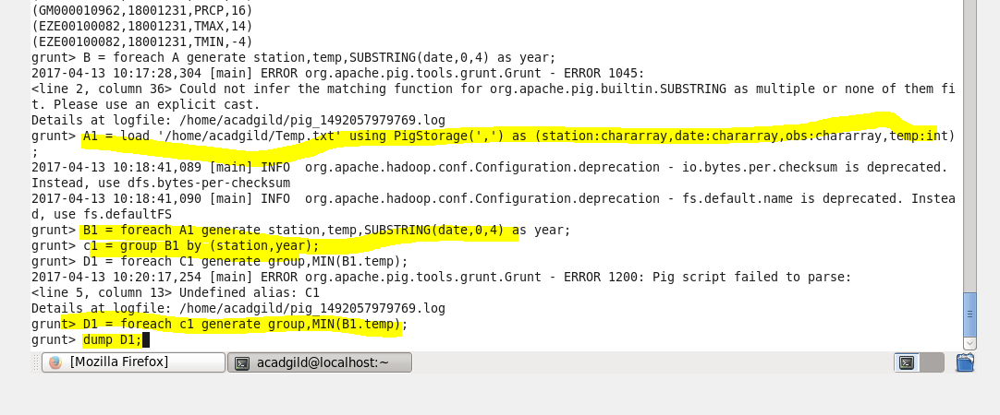 (GM000010962,18001231,PRCP,16)
(EZE00100082,18001231,TMAX,14)
(EZE00100082,18001231,TMIN,-4)
grunt> B = foreach A generate station,temp,SUBSTRING(date,0,4) as year;
2017-04-13 10:17:28,304 [main] ERROR org.apache.pig.tools.grunt.Grunt - ERROR 1045:
<line 2, column 36> Could not infer the matching function for org.apache.pig.builtin.SUBSTRING as multiple or none of them fi
t. Please use an explicit cast.
Details at logfile: /home/acadgild/pig_1492057979769.log
grunt> A1 = load '/home/acadgild/Temp.txt' using PigStorage(',') as (station:chararray,date:chararray,obs:chararray,temp:int)
;
2017-04-13 10:18:41,089 [main] INFO  org.apache.hadoop.conf.Configuration.deprecation - io.bytes.per.checksum is deprecated.
Instead, use dfs.bytes-per-checksum
2017-04-13 10:18:41,090 [main] INFO  org.apache.hadoop.conf.Configuration.deprecation - fs.default.name is deprecated. Instea
d, use fs.defaultFS
grunt> B1 = foreach A1 generate station,temp,SUBSTRING(date,0,4) as year;
grunt> c1 = group B1 by (station,year);
grunt> D1 = foreach C1 generate group,MIN(B1.temp);
2017-04-13 10:20:17,254 [main] ERROR org.apache.pig.tools.grunt.Grunt - ERROR 1200: Pig script failed to parse:
<line 5, column 13> Undefined alias: C1
Details at logfile: /home/acadgild/pig_1492057979769.log
grunt> D1 = foreach c1 generate group,MIN(B1.temp);
grunt> dump D1;
[Mozilla Firefox]
acadgild@localhost:~